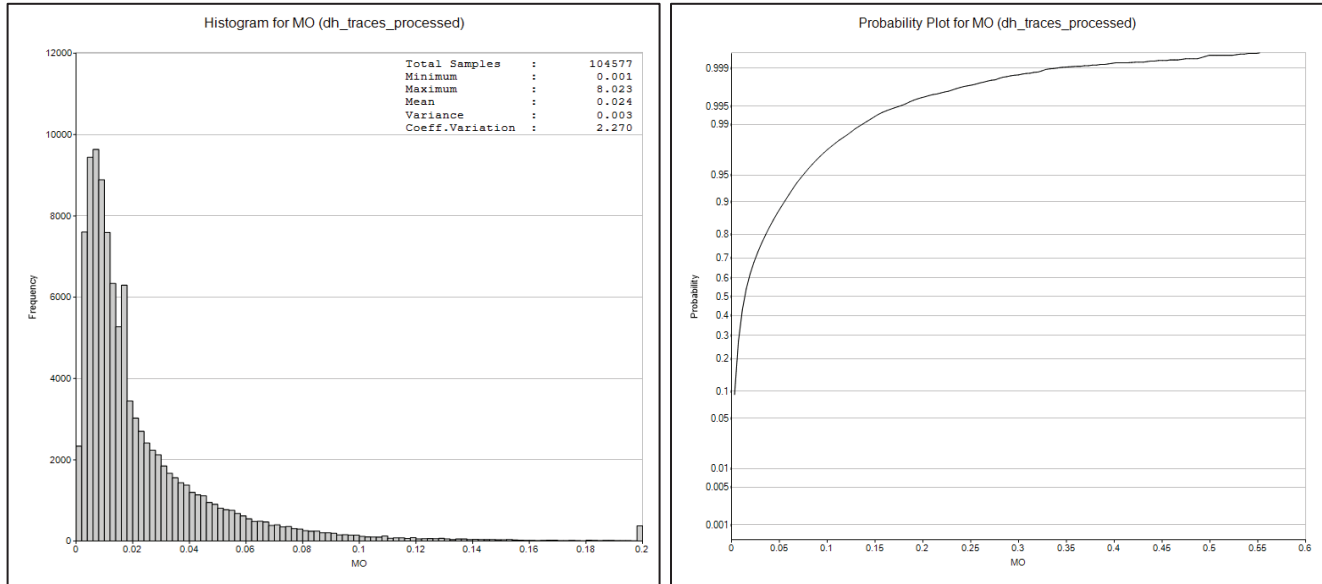 Histogram for MO (dh_traces_processed)
12000
10000
8000
6000
4000
2000
0
Frequency
Total Samples : 104577
Minimum : 0.001
Maximum : 8.023
Mean : 0.024
Variance : 0.003
Coeff.Variation : 2.270
0 0.02 0.04 0.06 0.08 0.1 0.12 0.14 0.16 0.18 0.2
MO
Probability Plot for MO (dh_traces_processed)
0.999
0.995
0.99
0.95
0.9
0.8
0.7
0.6
0.5
0.4
0.3
0.2
0.1
0.05
0.01
0.005
0.001
Probability
0 0.05 0.1 0.15 0.2 0.25 0.3 0.35 0.4 0.45 0.5 0.55 0.6
MO